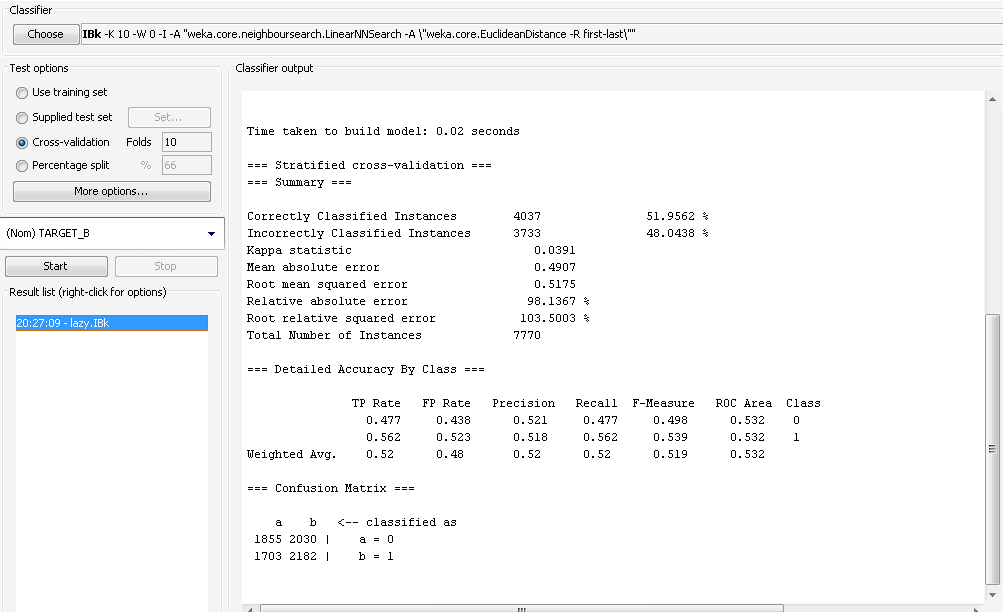 Classifier
Choose IBk -K 10 -W 0 -I -A "weka.core.neighboursearch.LinearNNSearch -A \"weka.core.EuclideanDistance -R first-last\""
Test options
Use training set
Supplied test set Set...
Cross-validation Folds 10
Percentage split % 66
More options...
(Nom) TARGET_B
Start Stop
Result list (right-click for options)
20:27:09 - lazy.IBk
Classifier output
Time taken to build model: 0.02 seconds
=== Stratified cross-validation ===
=== Summary ===
Correctly Classified Instances 4037 51.9562 %
Incorrectly Classified Instances 3733 48.0438 %
Kappa statistic 0.0391
Mean absolute error 0.4907
Root mean squared error 0.5175
Relative absolute error 98.1367 %
Root relative squared error 103.5003 %
Total Number of Instances 7770
=== Detailed Accuracy By Class ===
TP Rate FP Rate Precision Recall F-Measure ROC Area Class
0.477 0.438 0.521 0.477 0.498 0.532 0
0.562 0.523 0.518 0.562 0.539 0.532 1
Weighted Avg. 0.52 0.48 0.52 0.52 0.519 0.532
=== Confusion Matrix ===
a b <-- classified as
1855 2030 | a = 0
1703 2182 | b = 1